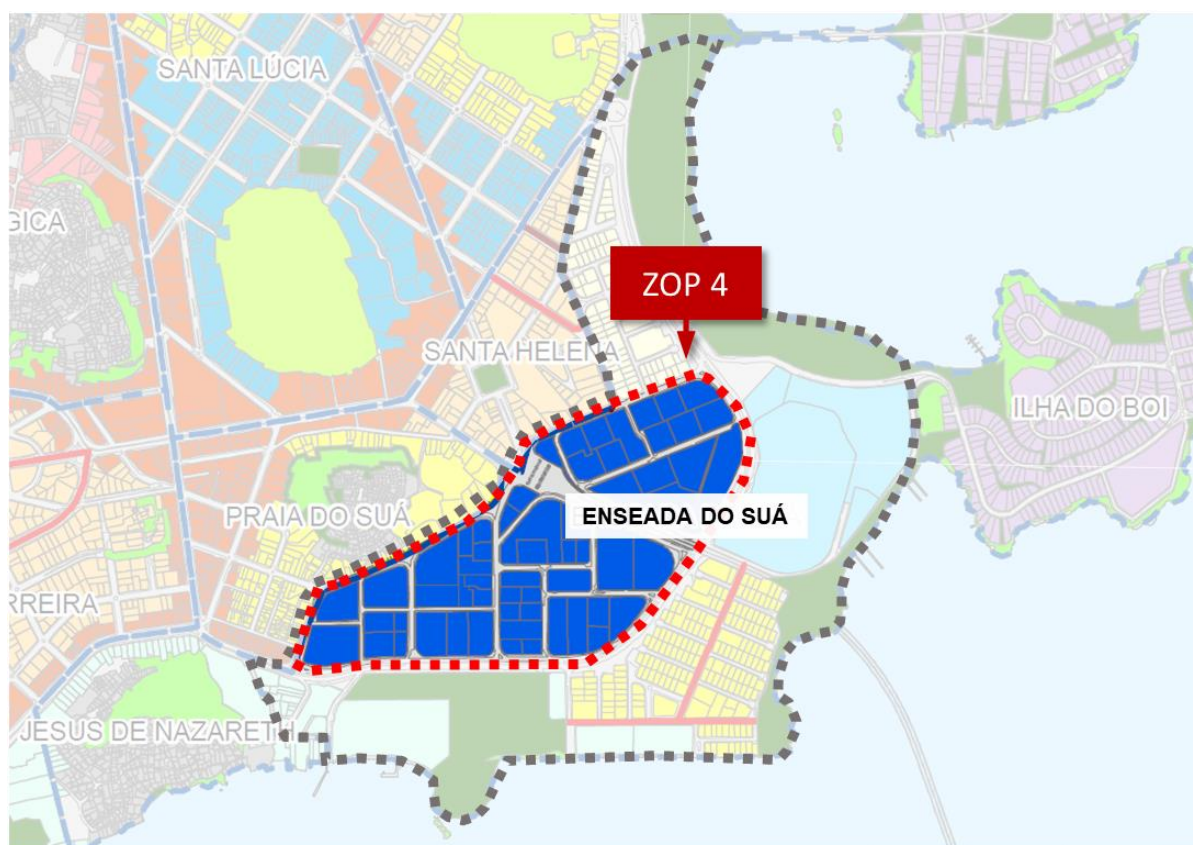 SANTA LÚCIA
GICA
ZOP 4
SANTA HELENA
ILHA DO BOI
PRAIA DO SUÁ
ENSEADA DO SUÁ
RREIRA
JESUS DE NAZARETH